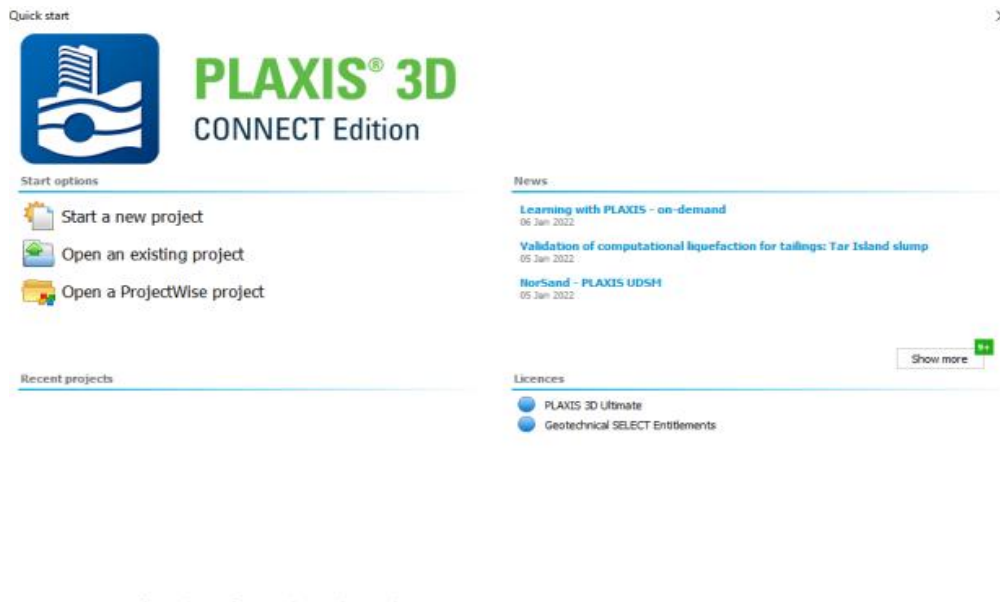 Quick start
PLAXIS® 3D
CONNECT Edition
Start options
Start a new project
Open an existing project
Open a ProjectWise project
News
Learning with PLAXIS - on-demand
06 Jan 2022
Validation of computational liquefaction for tailings: Tar Island slump
05 Jan 2022
NorSand - PLAXIS UDSM
05 Jan 2022
9+
Show more
Recent projects
Licences
PLAXIS 3D Ultimate
Geotechnical SELECT Entitlements